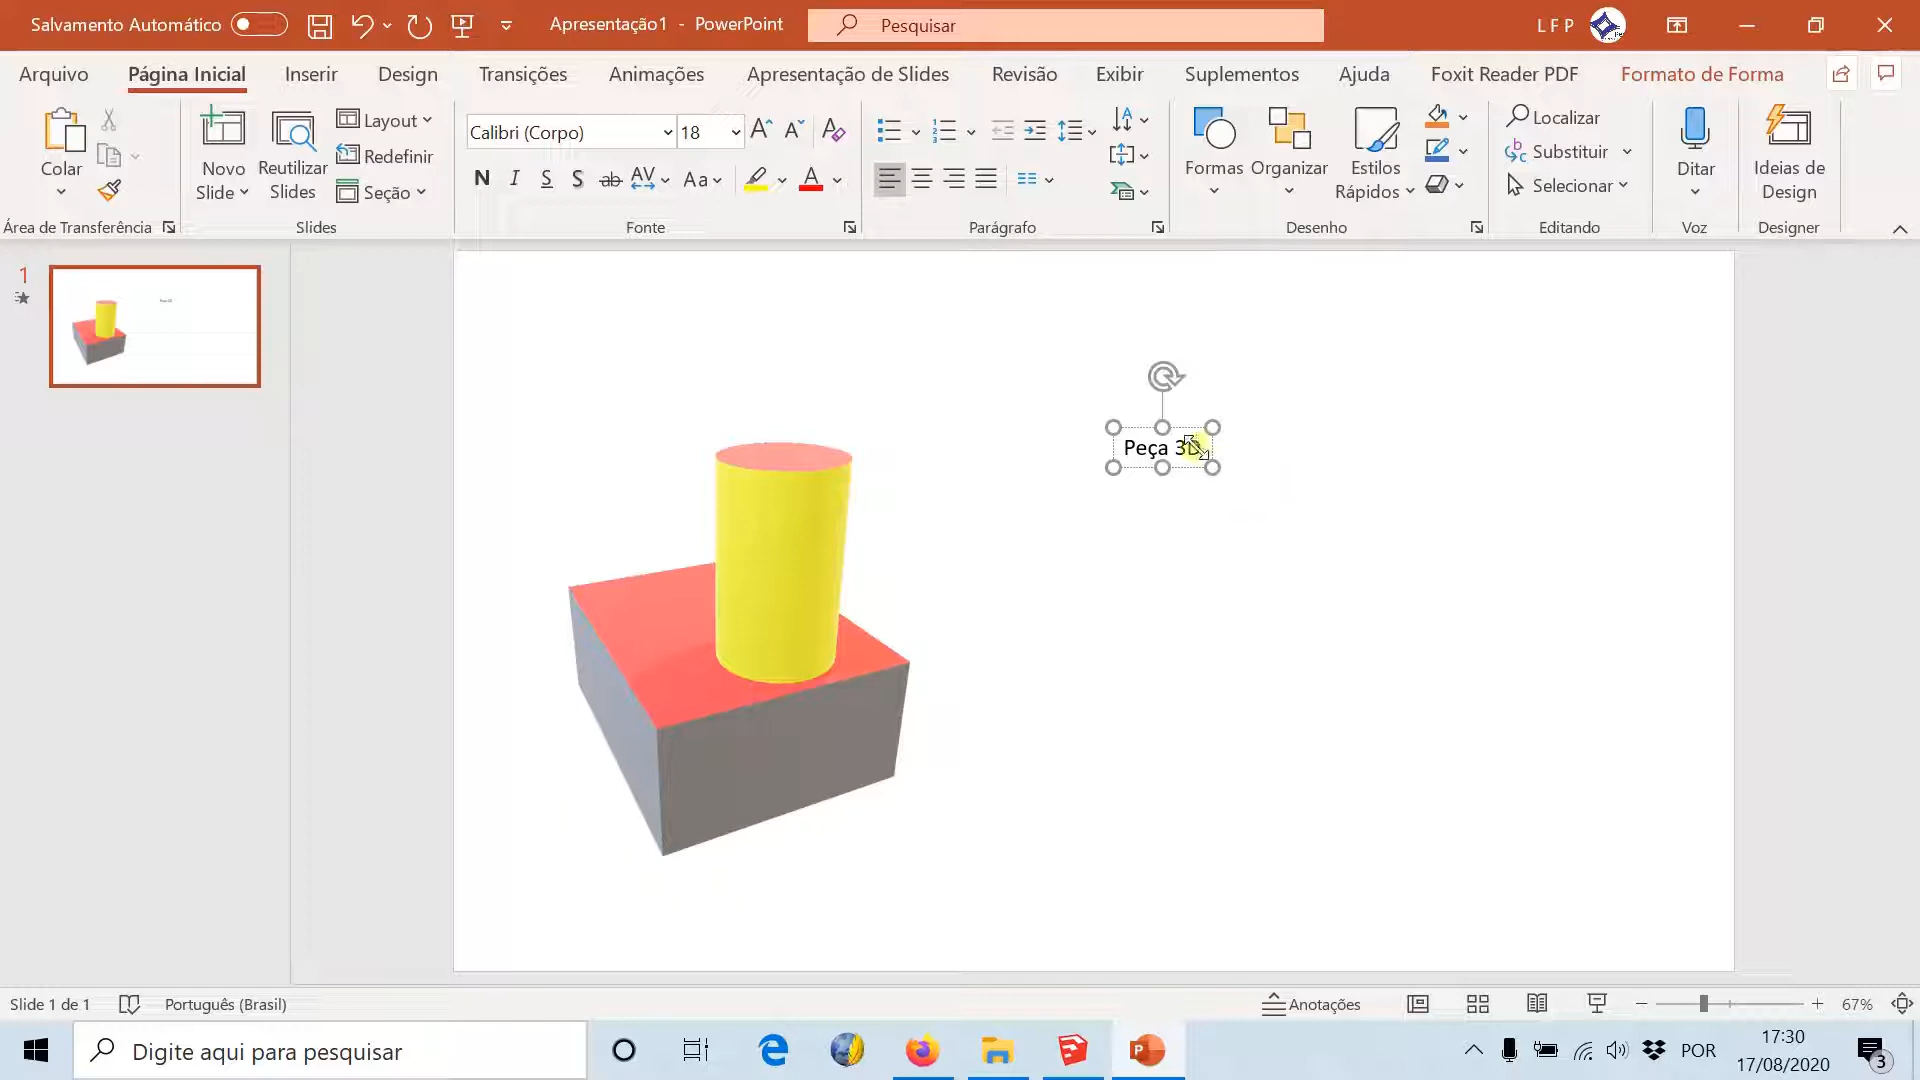 Salvamento Automático
Apresentação1 - PowerPoint
Pesquisar
L F P
Arquivo
Página Inicial
Inserir
Design
Transições
Animações
Apresentação de Slides
Revisão
Exibir
Suplementos
Ajuda
Foxit Reader PDF
Formato de Forma
Colar
Novo
Slide
Reutilizar
Slides
Layout
Redefinir
Seção
Calibri (Corpo)
18
N I S S ab AV Aa A
Formas
Organizar
Estilos
Rápidos
Localizar
Substituir
Selecionar
Ditar
Ideias de
Design
Área de Transferência
Slides
Fonte
Parágrafo
Desenho
Editando
Voz
Designer
1
Peça 3D
Slide 1 de 1
Português (Brasil)
Anotações
67%
Digite aqui para pesquisar
POR
17:30
17/08/2020
3